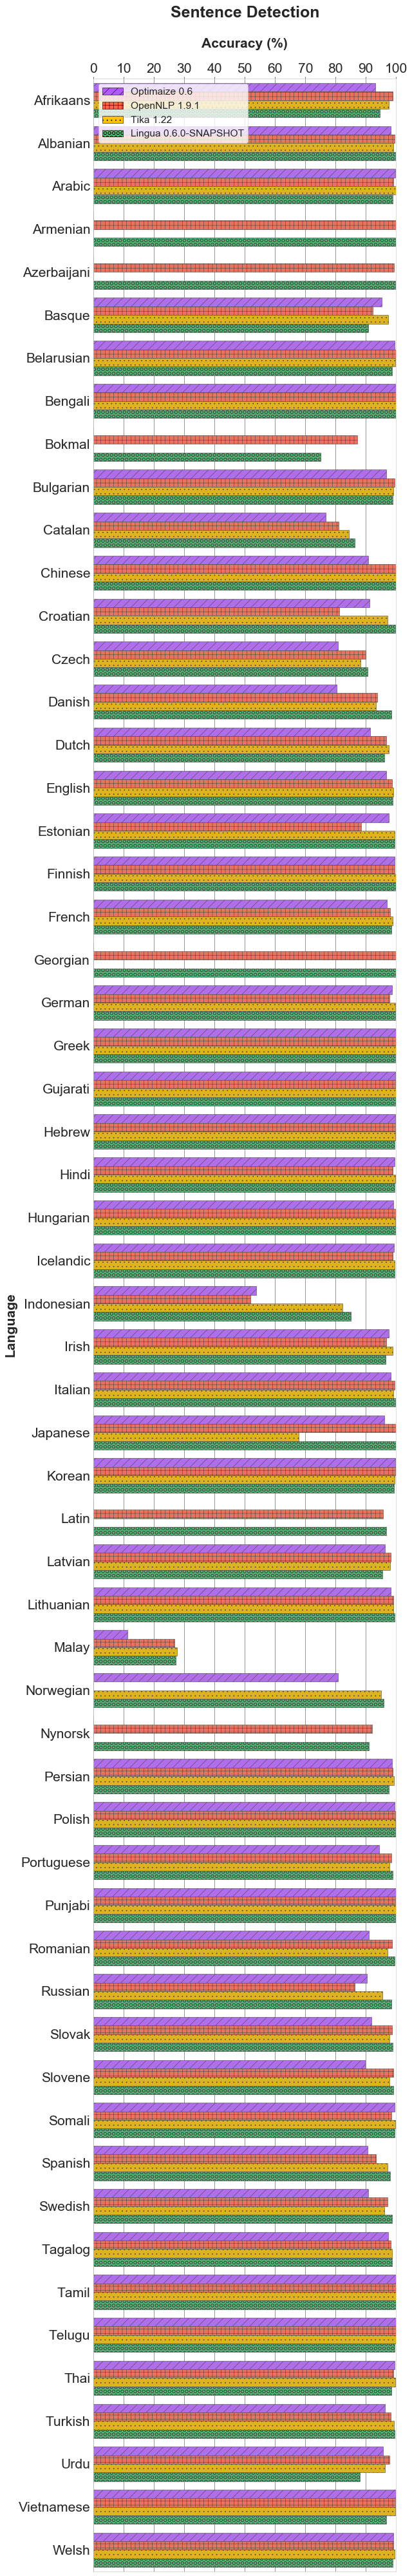 Sentence Detection
Accuracy (%)
0 10 20 30 40 50 60 70 80 90 100
Optimaize 0.6
OpenNLP 1.9.1
Tika 1.22
Lingua 0.6.0-SNAPSHOT
Afrikaans
Albanian
Arabic
Armenian
Azerbaijani
Basque
Belarusian
Bengali
Bokmal
Bulgarian
Catalan
Chinese
Croatian
Czech
Danish
Dutch
English
Estonian
Finnish
French
Georgian
German
Greek
Gujarati
Hebrew
Hindi
Hungarian
Icelandic
Indonesian
Language
Irish
Italian
Japanese
Korean
Latin
Latvian
Lithuanian
Malay
Norwegian
Nynorsk
Persian
Polish
Portuguese
Punjabi
Romanian
Russian
Slovak
Slovene
Somali
Spanish
Swedish
Tagalog
Tamil
Telugu
Thai
Turkish
Urdu
Vietnamese
Welsh